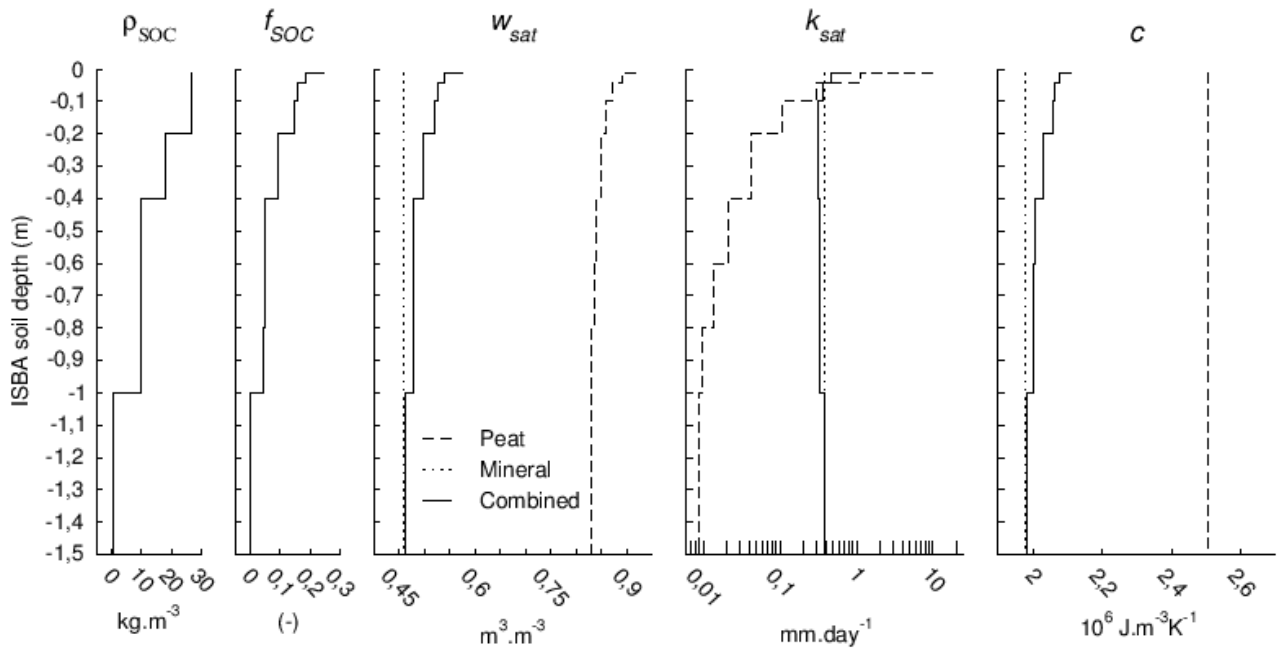 ρSOC fSOC wsat ksat c
0
-0,1
-0,2
-0,3
-0,4
-0,5
-0,6
-0,7
-0,8
-0,9
-1
-1,1
-1,2
-1,3
-1,4
-1,5
ISBA soil depth (m)
Peat
Mineral
Combined
0 10 20 30
0 0,1 0,2 0,3
0,45 0,6 0,75 0,9
0,01 0,1 1 10
2 2,2 2,4 2,6
kg.m⁻³
(-)
m³.m⁻³
mm.day⁻¹
10⁶ J.m⁻³K⁻¹